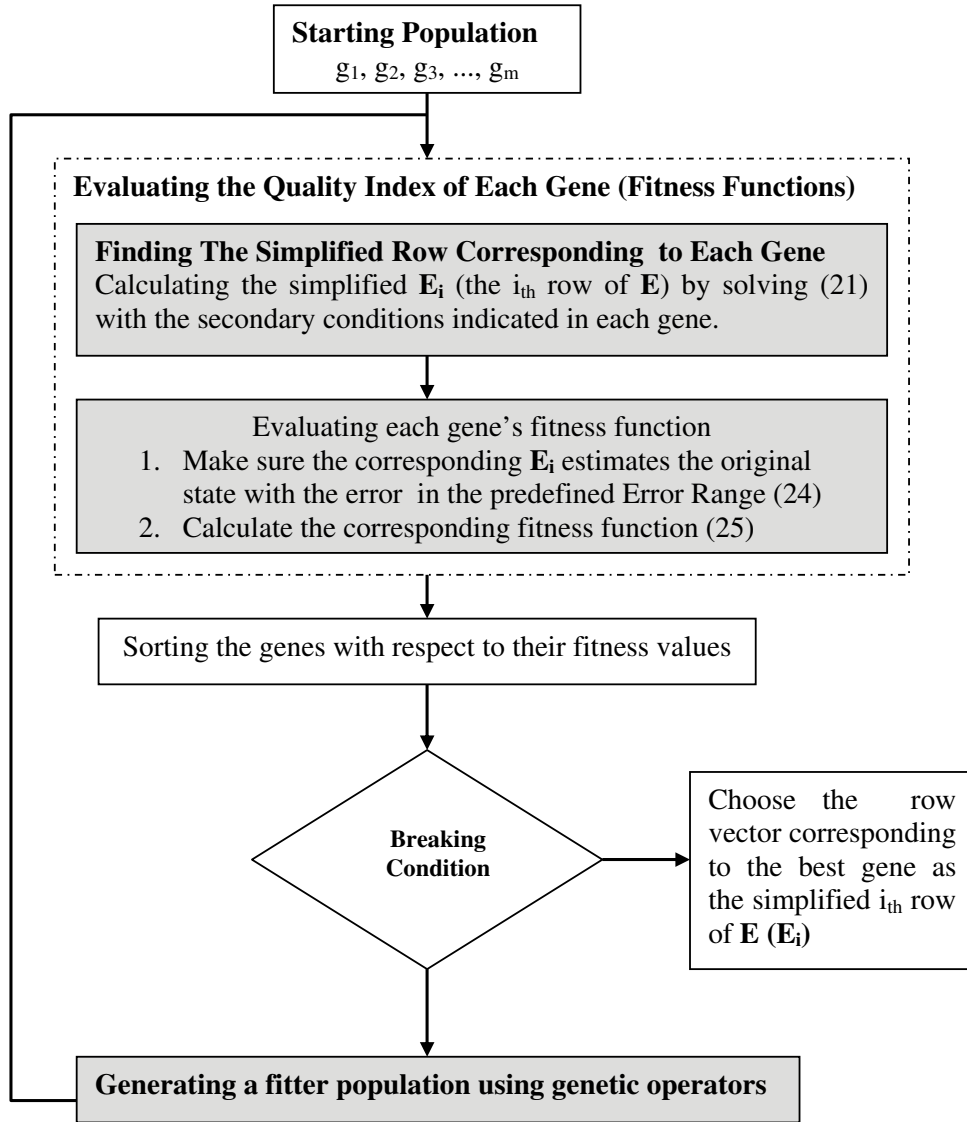 Starting Population
g1, g2, g3, ..., gm
Evaluating the Quality Index of Each Gene (Fitness Functions)
Finding The Simplified Row Corresponding to Each Gene
Calculating the simplified Ei (the ith row of E) by solving (21)
with the secondary conditions indicated in each gene.
Evaluating each gene's fitness function
1. Make sure the corresponding Ei estimates the original
state with the error in the predefined Error Range (24)
2. Calculate the corresponding fitness function (25)
Sorting the genes with respect to their fitness values
Breaking
Condition
Choose the row
vector corresponding
to the best gene as
the simplified ith row
of E (Ei)
Generating a fitter population using genetic operators